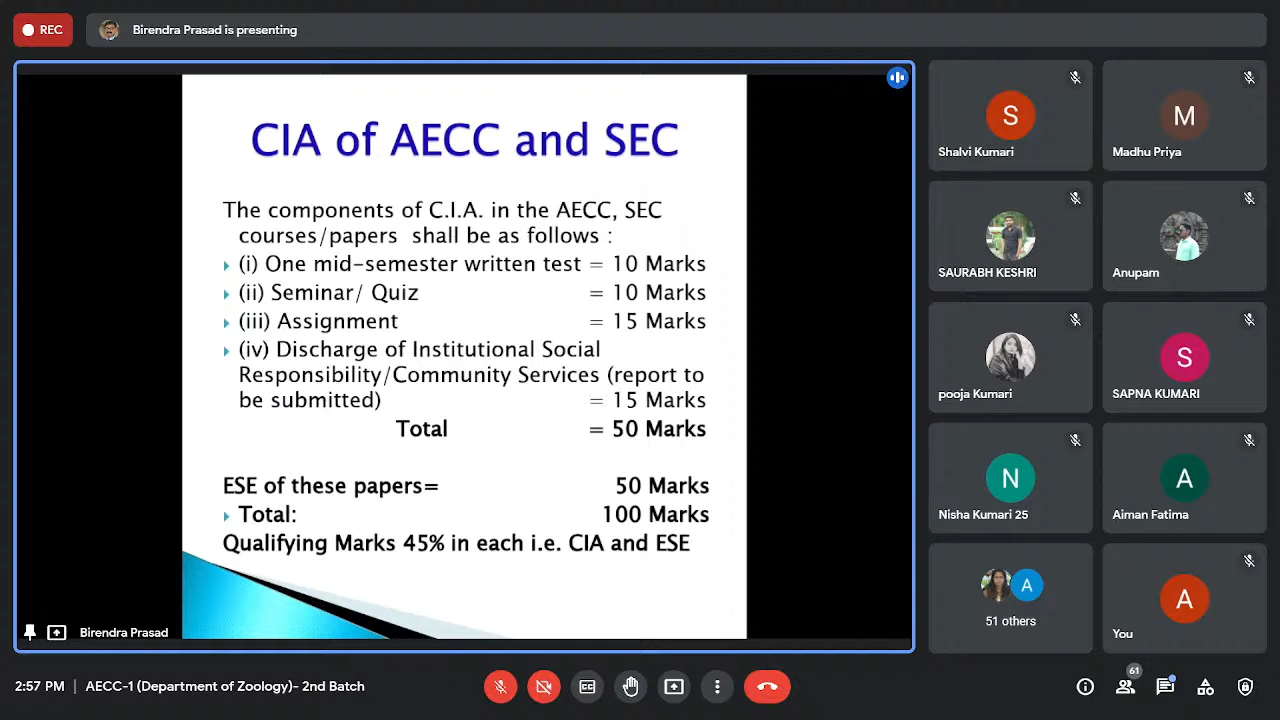 REC
Birendra Prasad is presenting
CIA of AECC and SEC
The components of C.I.A. in the AECC, SEC
courses/papers shall be as follows :
(i) One mid-semester written test = 10 Marks
(ii) Seminar/ Quiz = 10 Marks
(iii) Assignment = 15 Marks
(iv) Discharge of Institutional Social
Responsibility/Community Services (report to
be submitted) = 15 Marks
Total = 50 Marks
ESE of these papers= 50 Marks
Total: 100 Marks
Qualifying Marks 45% in each i.e. CIA and ESE
Birendra Prasad
S
Shalvi Kumari
M
Madhu Priya
SAURABH KESHRI
Anupam
pooja Kumari
S
SAPNA KUMARI
N
Nisha Kumari 25
A
Aiman Fatima
A
51 others
A
You
2:57 PM | AECC-1 (Department of Zoology)- 2nd Batch
CC
61